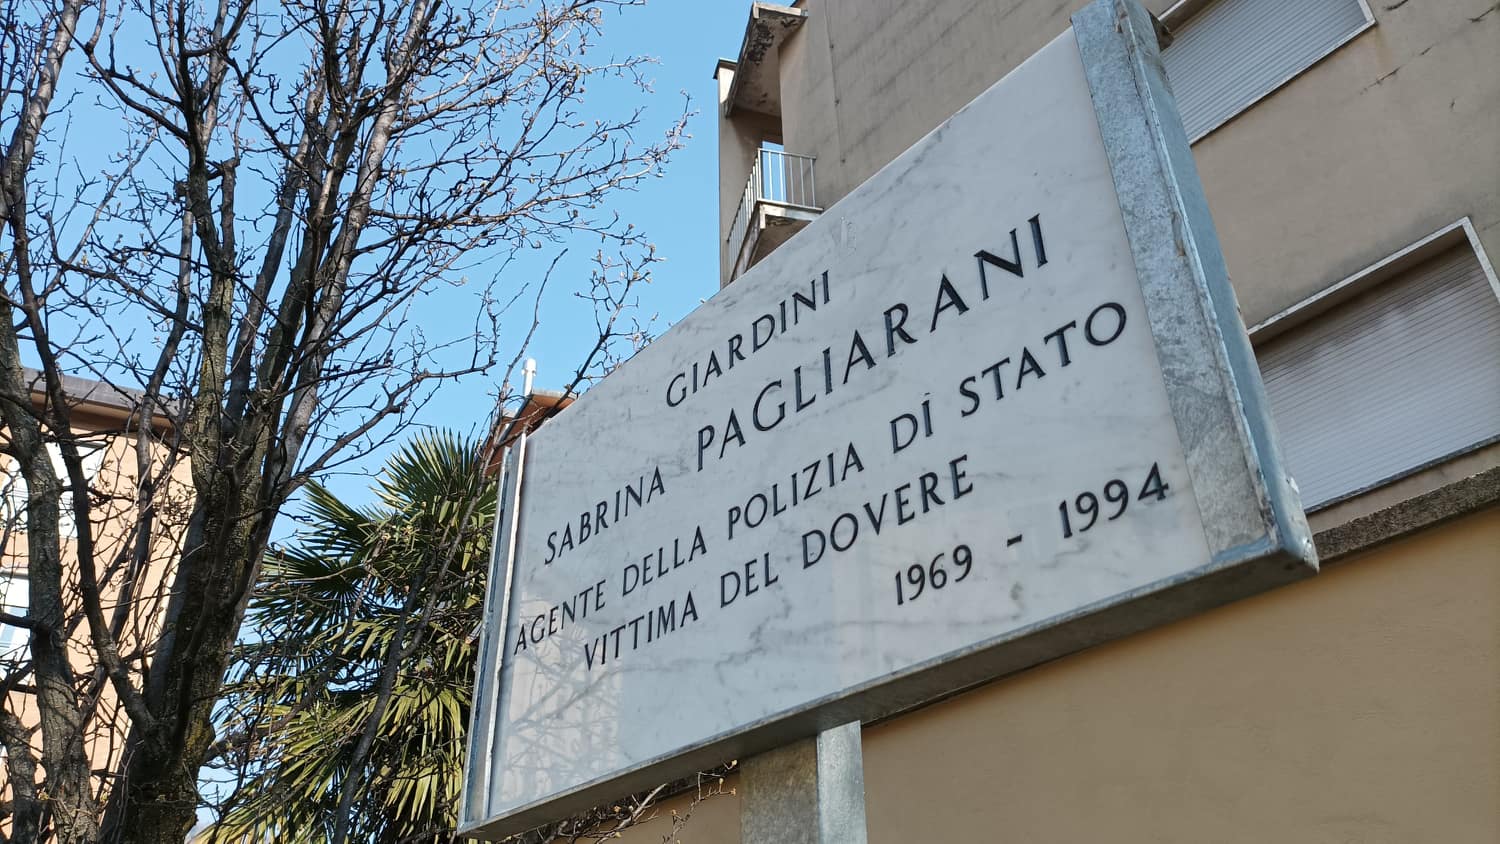 GIARDINI
SABRINA PAGLIARANI
AGENTE DELLA POLIZIA DI STATO
VITTIMA DEL DOVERE
1969 - 1994